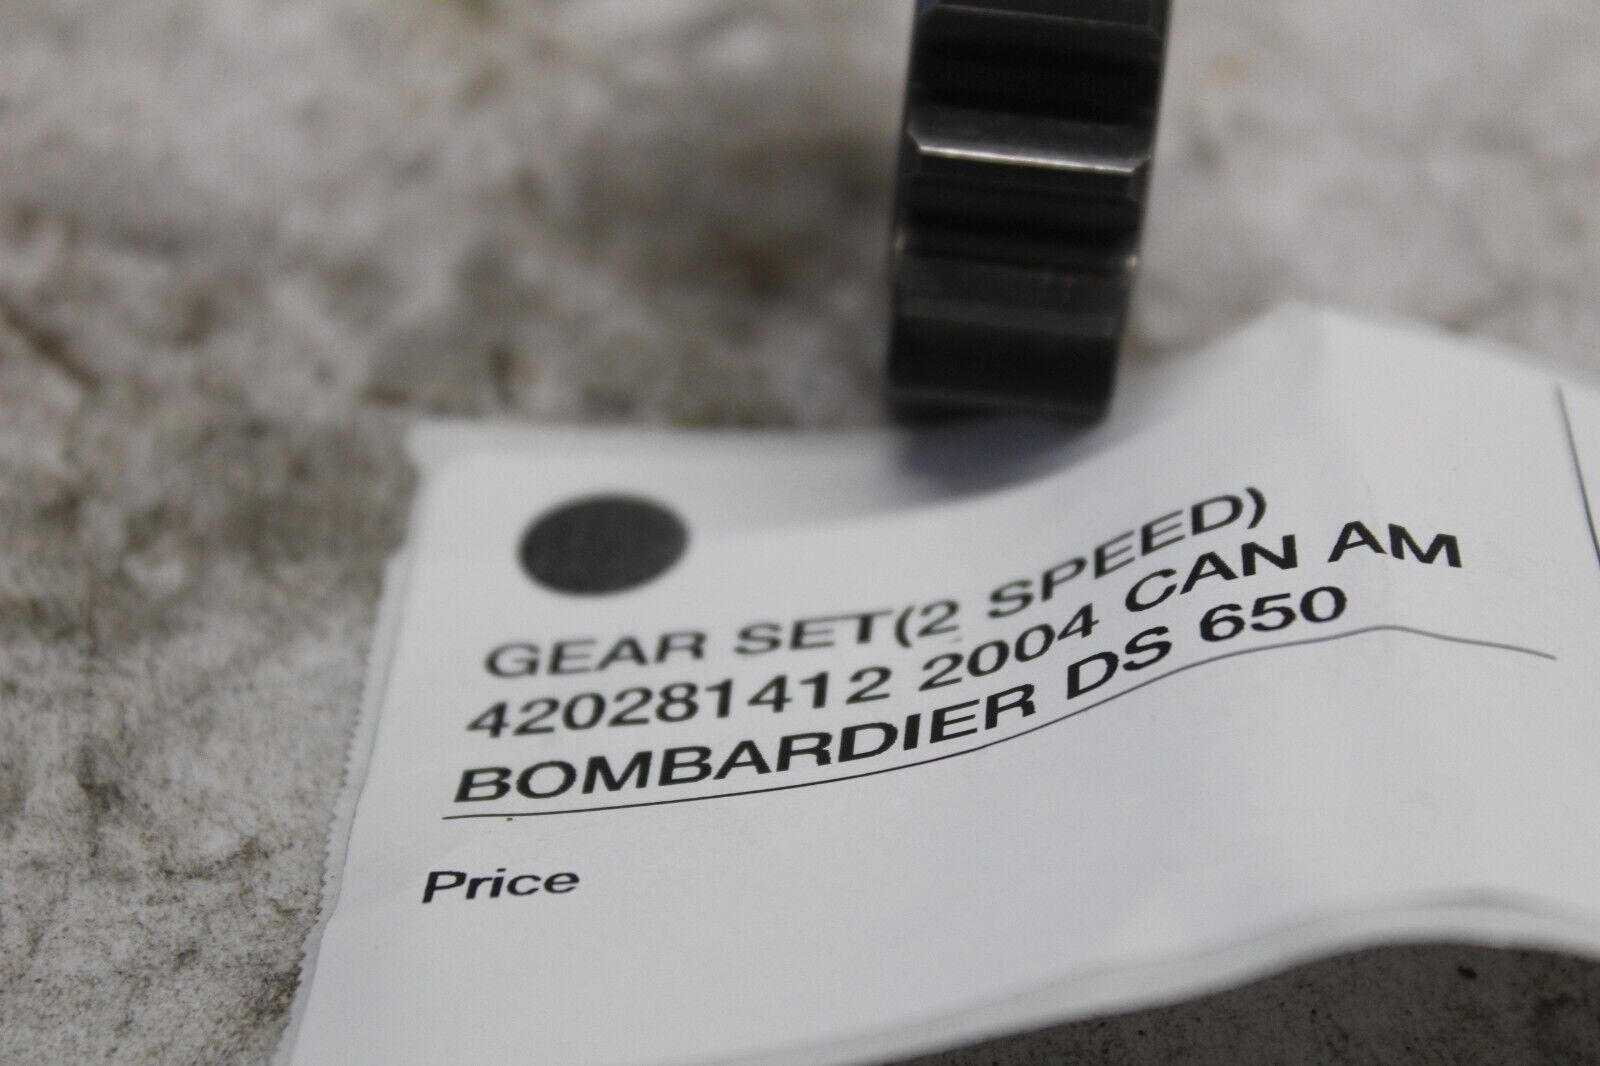 GEAR SET(2 SPEED)
420281412 2004 CAN AM
BOMBARDIER DS 650
Price